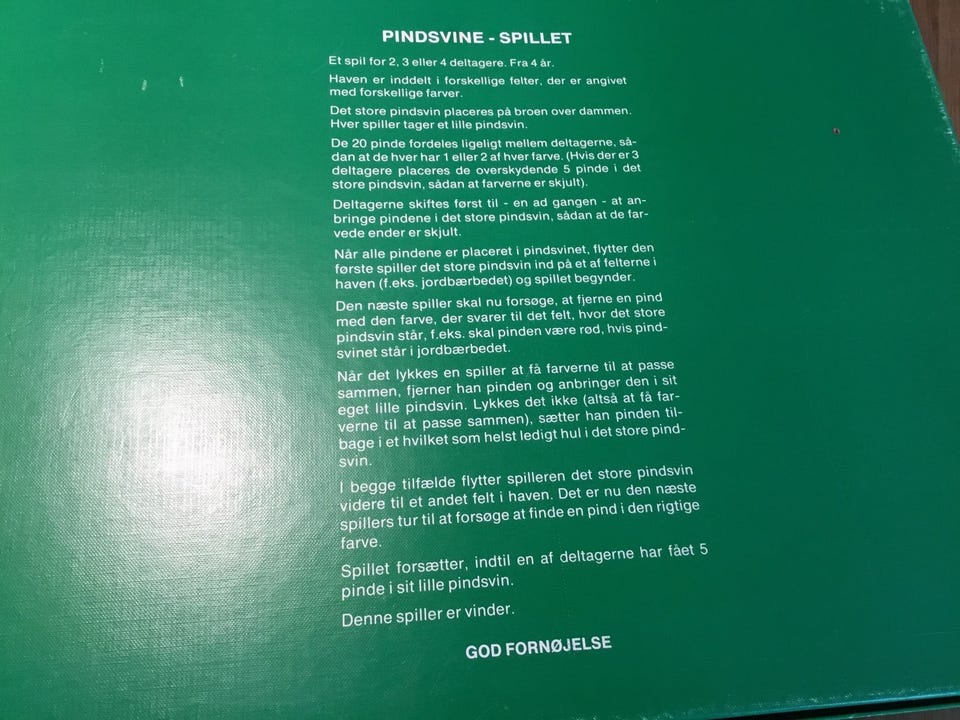 PINDSVINE - SPILLET
Et spil for 2, 3 eller 4 deltagere. Fra 4 år.
Haven er inddelt i forskellige felter, der er angivet
med forskellige farver.
Det store pindsvin placeres på broen over dammen.
Hver spiller tager et lille pindsvin.
De 20 pinde fordeles ligeligt mellem deltagerne, så-
dan at de hver har 1 eller 2 af hver farve. (Hvis der er 3
deltagere placeres de overskydende 5 pinde i det
store pindsvin, sådan at farverne er skjult).
Deltagerne skiftes først til - en ad gangen - at an-
bringe pindene i det store pindsvin, sådan at de far-
vede ender er skjult.
Når alle pindene er placeret i pindsvinet, flytter den
første spiller det store pindsvin ind på et af felterne i
haven (f.eks. jordbærbedet) og spillet begynder.
Den næste spiller skal nu forsøge, at fjerne en pind
med den farve, der svarer til det felt, hvor det store
pindsvin står, f.eks. skal pinden være rød, hvis pind-
svinet står i jordbærbedet.
Når det lykkes en spiller at få farverne til at passe
sammen, fjerner han pinden og anbringer den i sit
eget lille pindsvin. Lykkes det ikke (altså at få far-
verne til at passe sammen), sætter han pinden til-
bage i et hvilket som helst ledigt hul i det store pind-
svin.
I begge tilfælde flytter spilleren det store pindsvin
videre til et andet felt i haven. Det er nu den næste
spillers tur til at forsøge at finde en pind i den rigtige
farve.
Spillet forsætter, indtil en af deltagerne har fået 5
pinde i sit lille pindsvin.
Denne spiller er vinder.
GOD FORNØJELSE